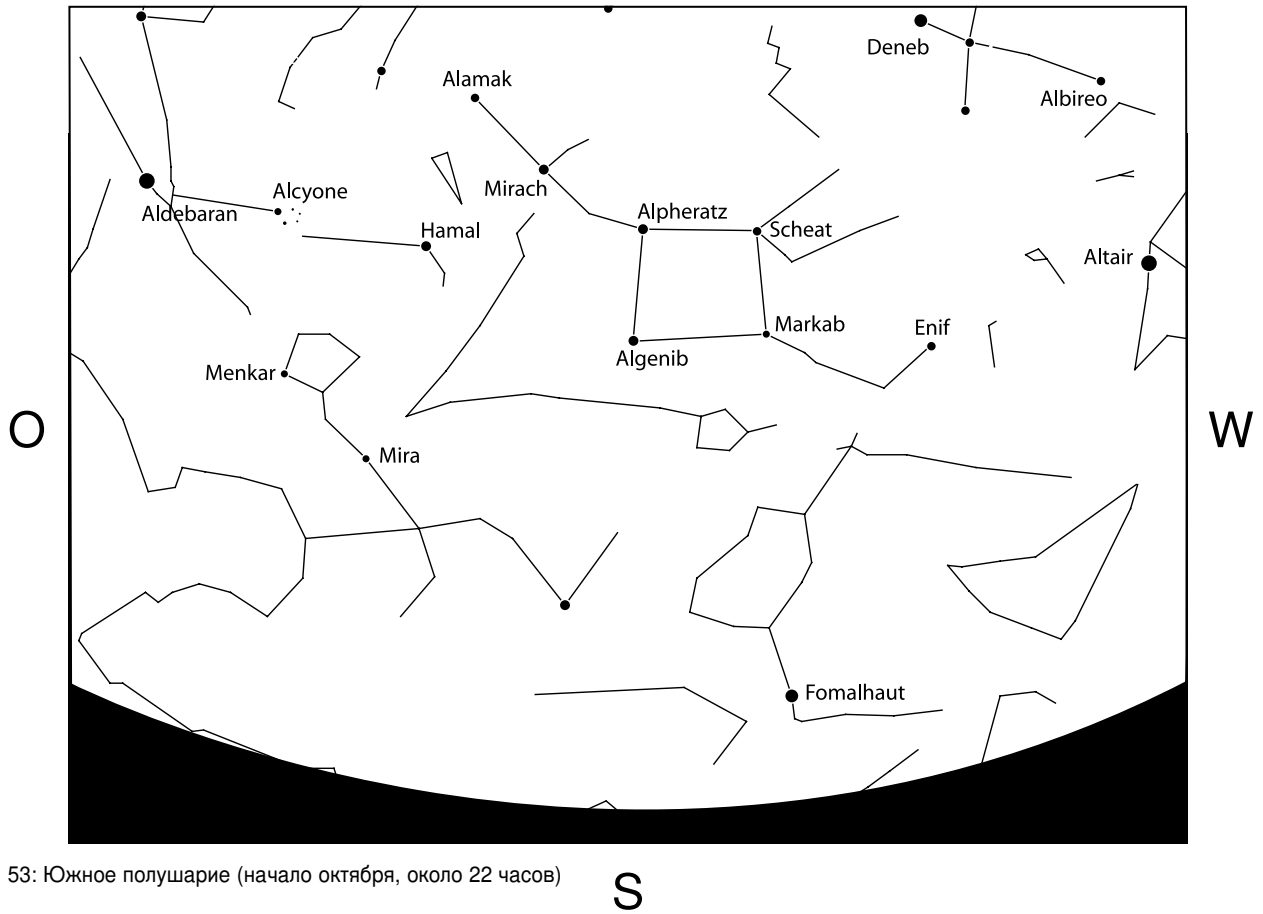 Deneb
Alamak
Albireo
Mirach
Alcyone
Aldebaran
Alpheratz
Hamal
Scheat
Altair
Markab
Enif
Algenib
Menkar
O
W
Mira
Fomalhaut
53: Южное полушарие (начало октября, около 22 часов)
S